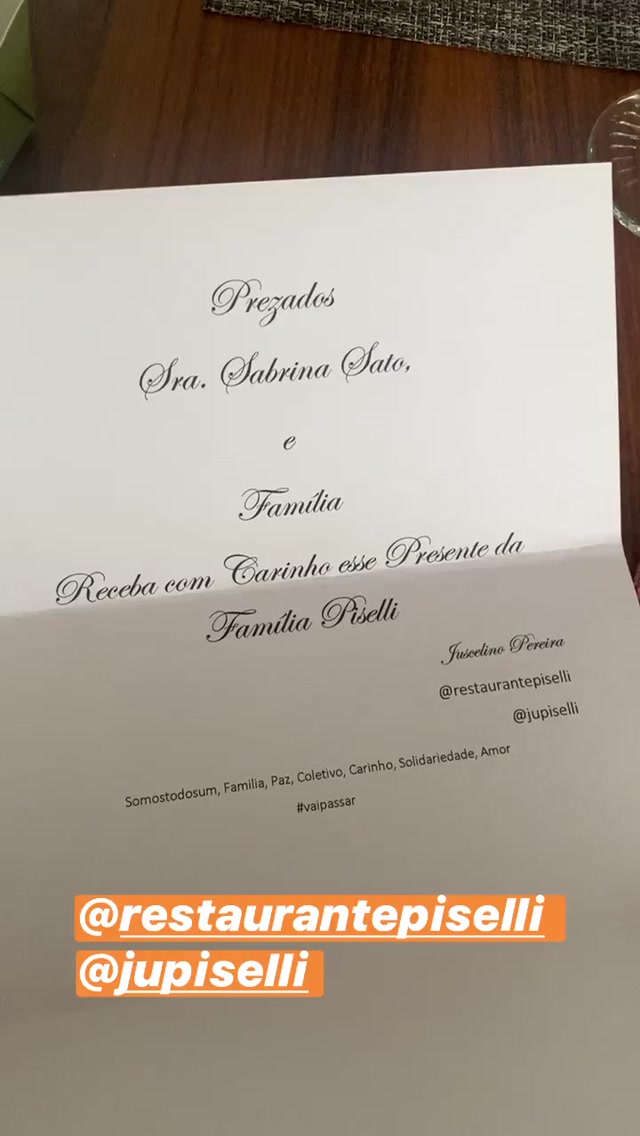 Prezados
Sra. Sabrina Sato,
e
Família
Receba com Carinho esse Presente da
Família Piselli
Juscelino Pereira
@restaurantepiselli
@jupiselli
Somostodosum, Familia, Paz, Coletivo, Carinho, Solidariedade, Amor
#vaipassar
@restaurantepiselli
@jupiselli